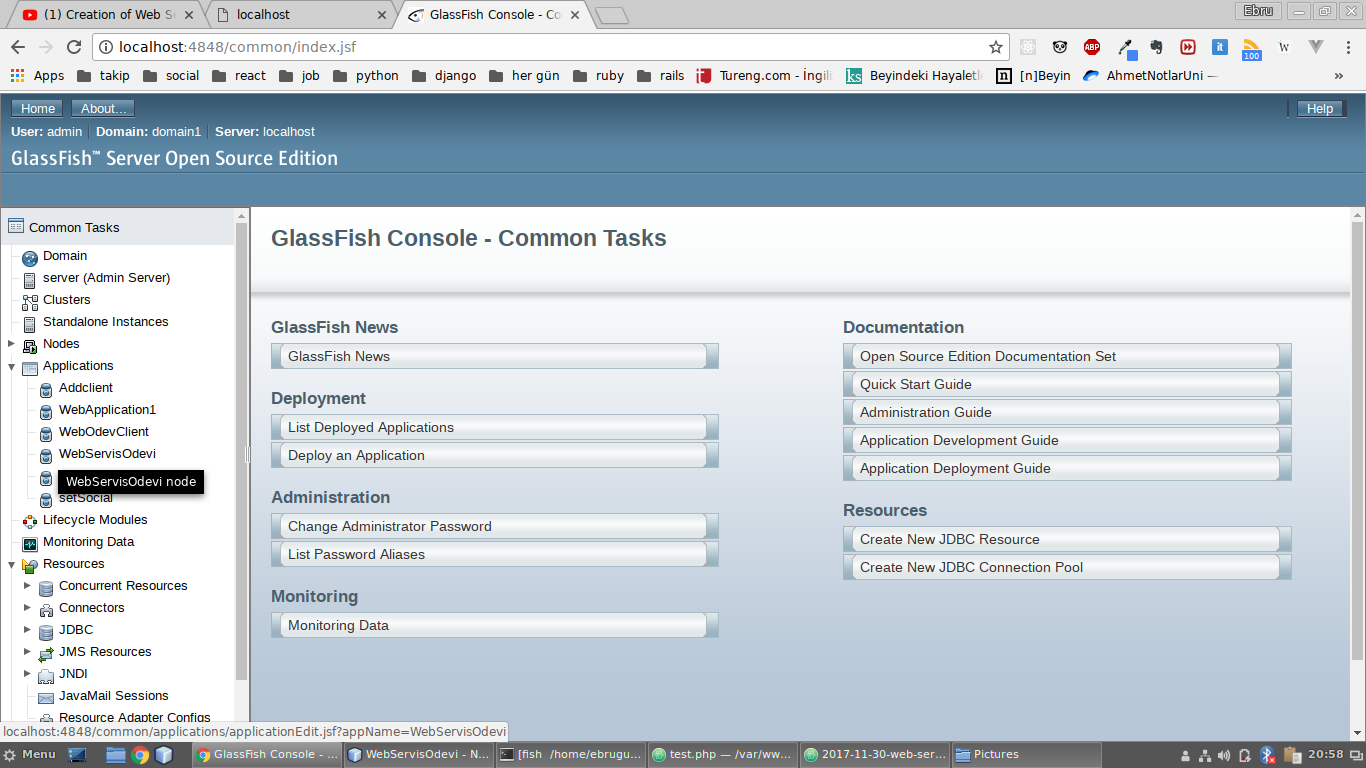 (1) Creation of Web Se
localhost
GlassFish Console - Co
Ebru
localhost:4848/common/index.jsf
ABP
it
100
W
Apps
takip
social
react
job
python
django
her gün
ruby
rails
Tureng.com - İngili
ks
Beyindeki Hayaletle
n
[n]Beyin
AhmetNotlarUni —
»
Home
About...
Help
User: admin
Domain: domain1
Server: localhost
GlassFish™ Server Open Source Edition
Common Tasks
Domain
server (Admin Server)
Clusters
Standalone Instances
Nodes
Applications
Addclient
WebApplication1
WebOdevClient
WebServisOdevi
WebServisOdevi node
setSocial
Lifecycle Modules
Monitoring Data
Resources
Concurrent Resources
Connectors
JDBC
JMS Resources
JNDI
JavaMail Sessions
Resource Adapter Configs
GlassFish Console - Common Tasks
GlassFish News
GlassFish News
Deployment
List Deployed Applications
Deploy an Application
Administration
Change Administrator Password
List Password Aliases
Monitoring
Monitoring Data
Documentation
Open Source Edition Documentation Set
Quick Start Guide
Administration Guide
Application Development Guide
Application Deployment Guide
Resources
Create New JDBC Resource
Create New JDBC Connection Pool
localhost:4848/common/applications/applicationEdit.jsf?appName=WebServisOdevi
Menu
GlassFish Console - ...
WebServisOdevi - N...
[fish /home/ebrugu...
test.php — /var/ww...
2017-11-30-web-ser...
Pictures
20:58